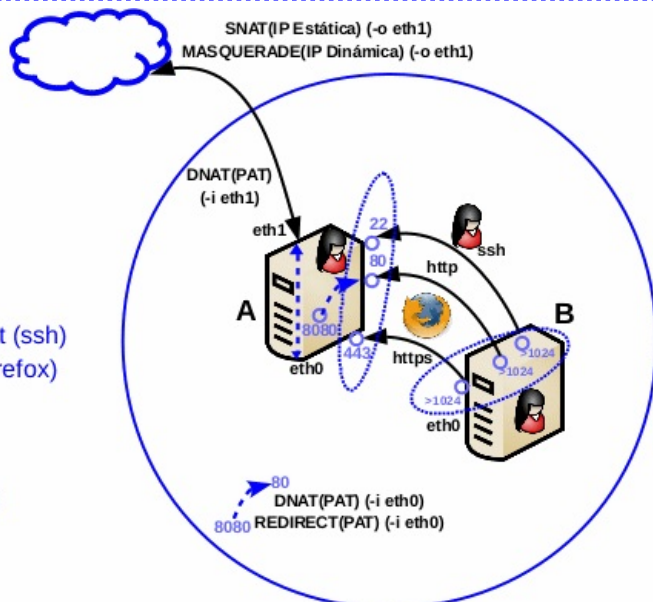 SNAT(IP Estática) (-o eth1)
MASQUERADE(IP Dinámica) (-o eth1)
DNAT(PAT)
(-i eth1)
eth1
22
80
ssh
http
A
8080
443
https
eth0
B
>1024
>1024
>1024
eth0
t (ssh)
refox)
80
DNAT(PAT) (-i eth0)
8080 REDIRECT(PAT) (-i eth0)